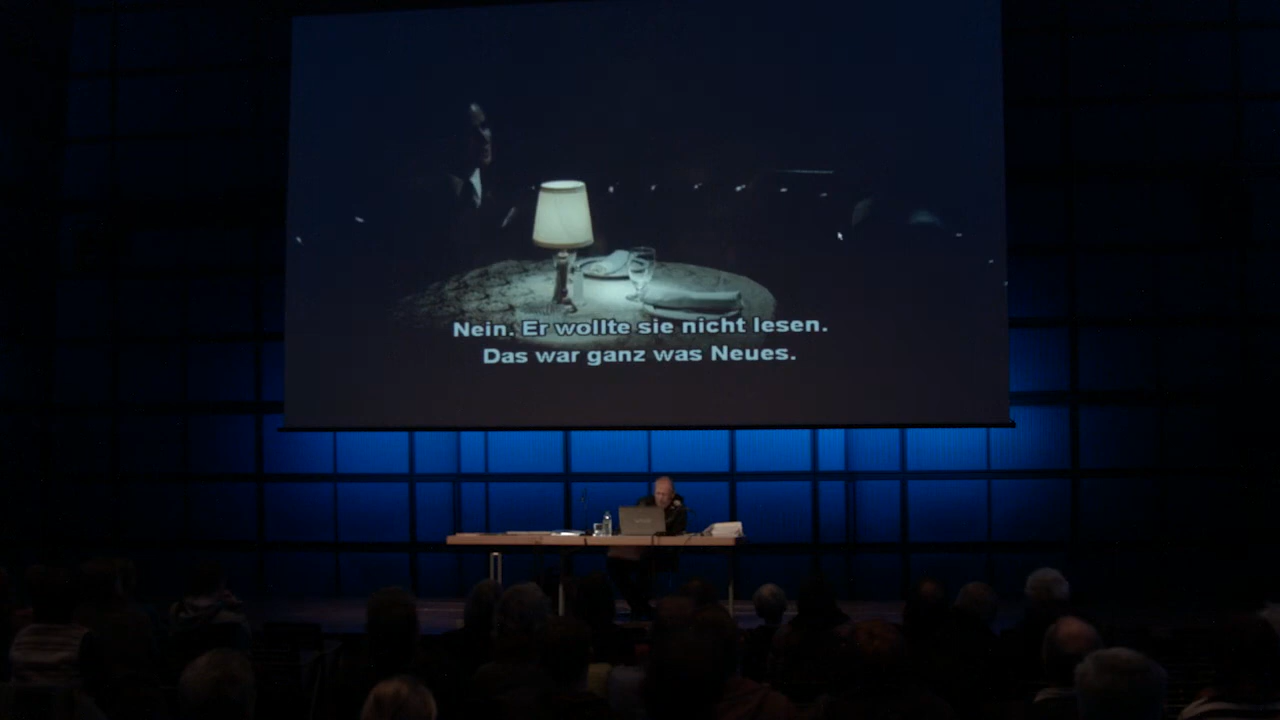 Nein. Er wollte sie nicht lesen.
Das war ganz was Neues.